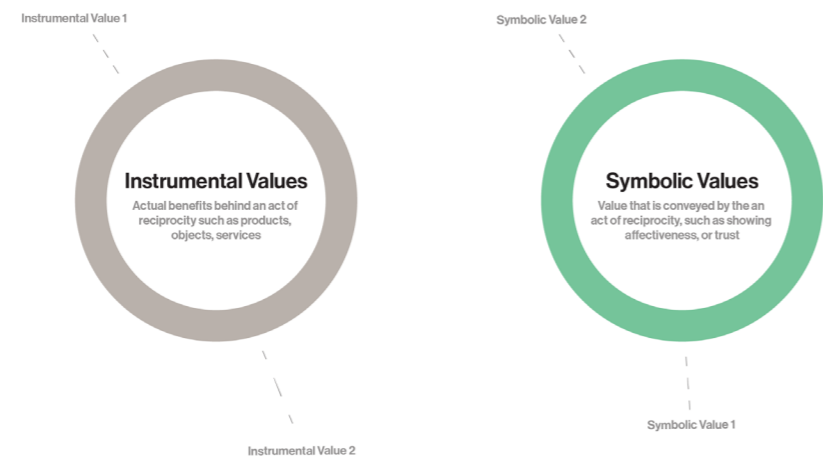 Instrumental Value 1
Symbolic Value 2
Instrumental Values
Actual benefits behind an act of
reciprocity such as products,
objects, services
Symbolic Values
Value that is conveyed by the an
act of reciprocity, such as showing
affectiveness, or trust
Symbolic Value 1
Instrumental Value 2